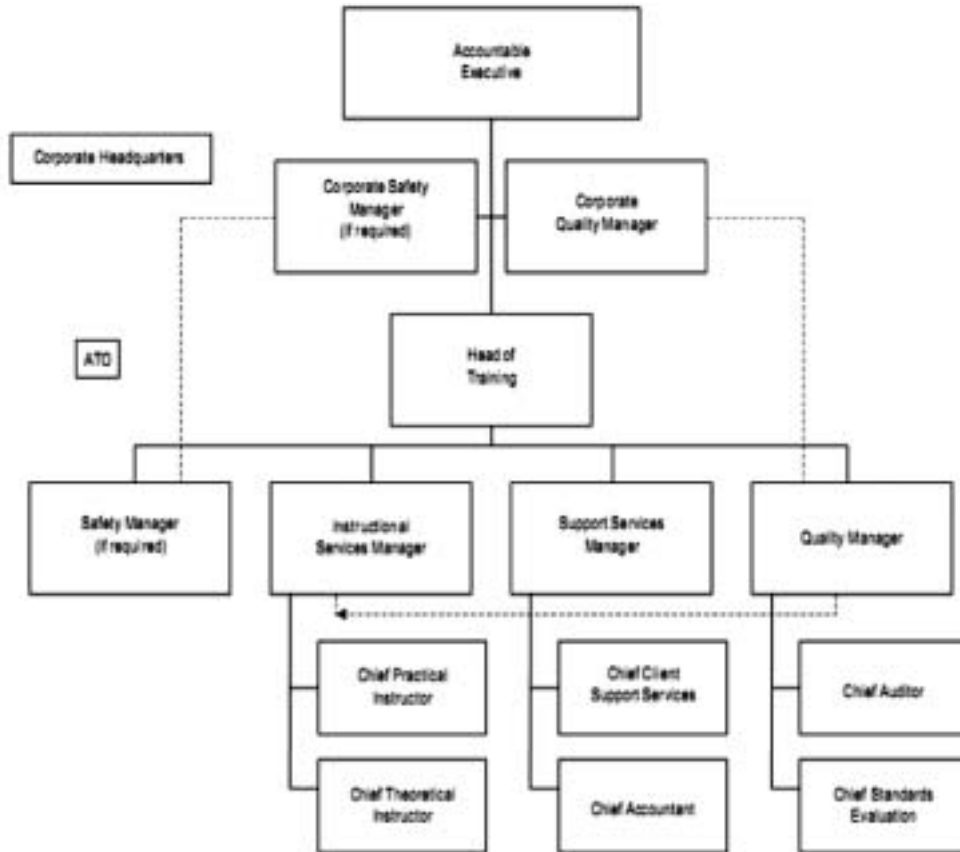 Accountable
Executive
Corporate Headquarters
Corporate Safety
Manager
(if required)
Corporate
Quality Manager
ATO
Head of
Training
Safety Manager
(if required)
Instructional
Services Manager
Support Services
Manager
Quality Manager
Chief Practical
Instructor
Chief Client
Support Services
Chief Auditor
Chief Theoretical
Instructor
Chief Accountant
Chief Standards
Evaluation